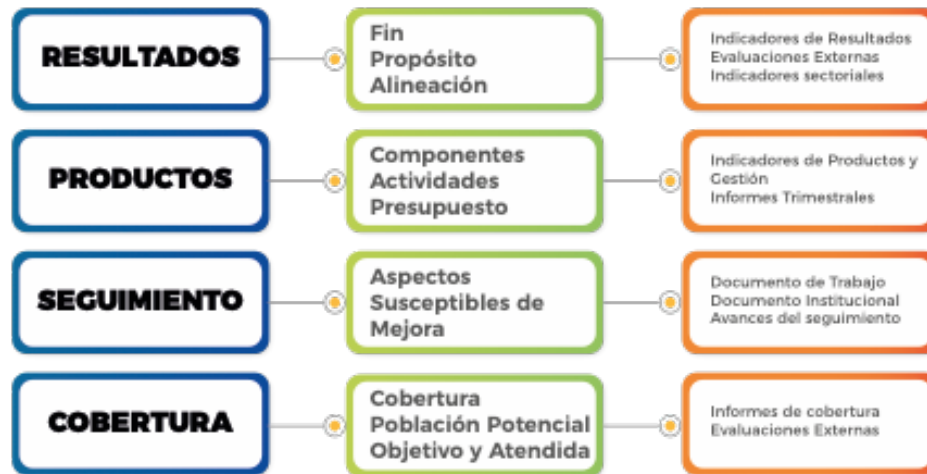 RESULTADOS
Fin
Propósito
Alineación
Indicadores de Resultados
Evaluaciones Externas
Indicadores sectoriales
PRODUCTOS
Componentes
Actividades
Presupuesto
Indicadores de Productos y
Gestión
Informes Trimestrales
SEGUIMIENTO
Aspectos
Susceptibles de
Mejora
Documento de Trabajo
Documento Institucional
Avances del seguimiento
COBERTURA
Cobertura
Población Potencial
Objetivo y Atendida
Informes de cobertura
Evaluaciones Externas